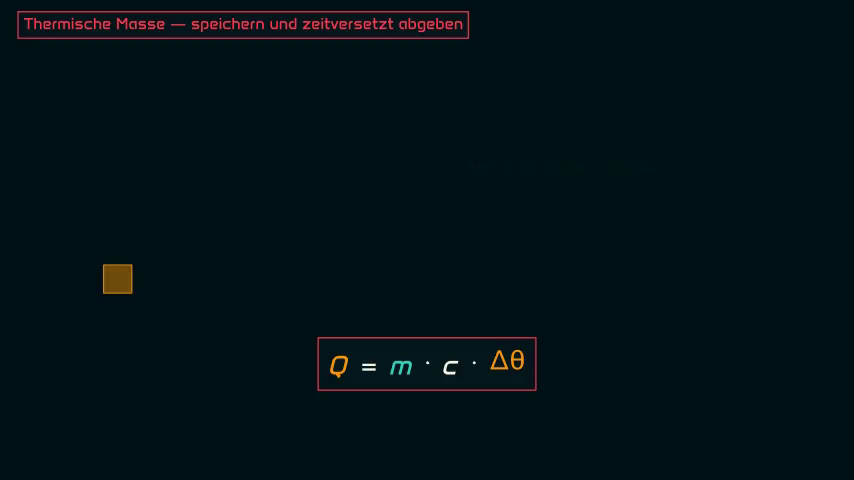 Thermische Masse — speichern und zeitversetzt abgeben
Q = m · c · Δθ